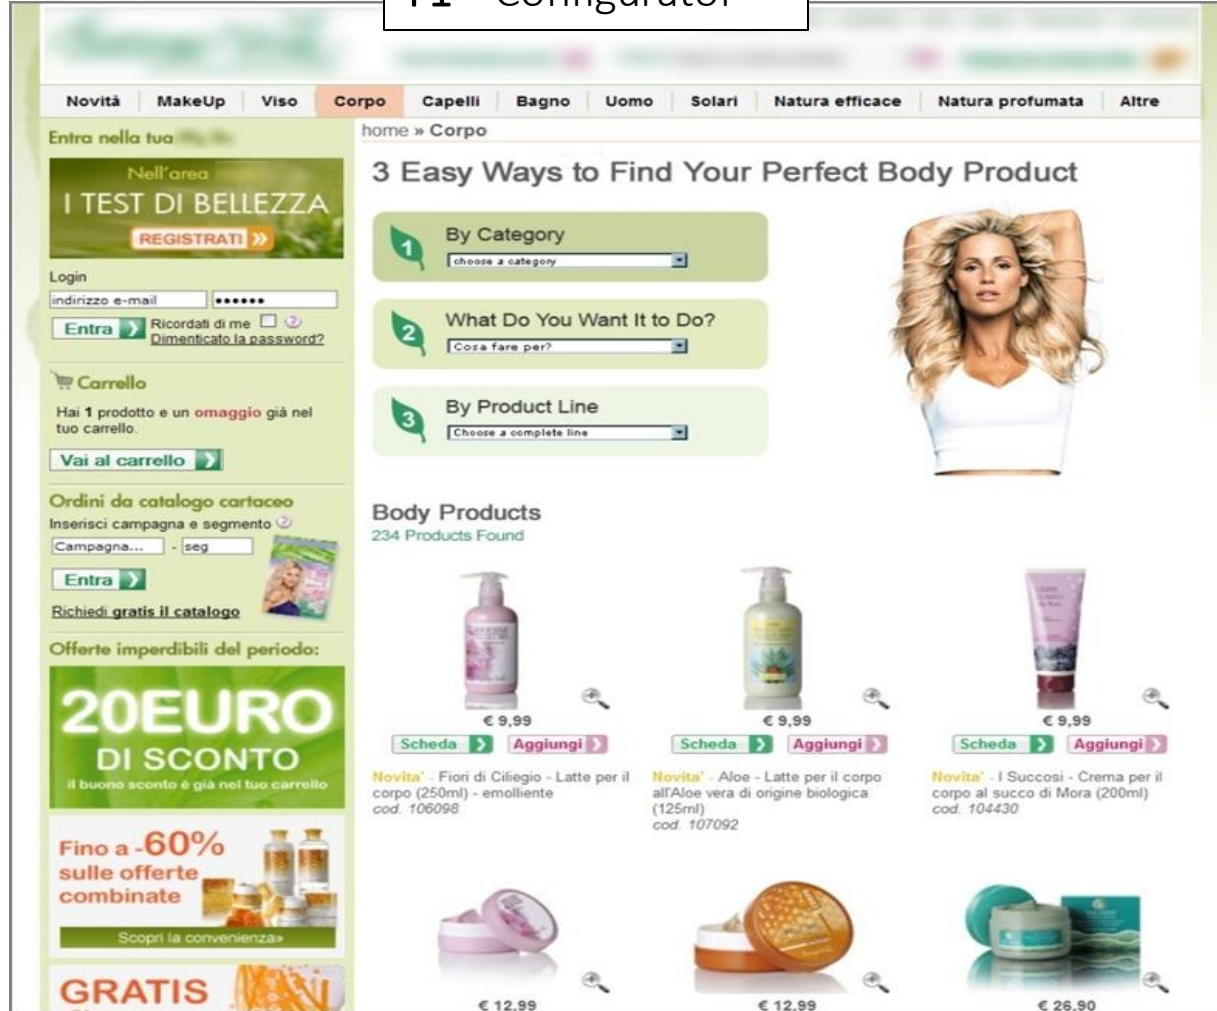 Configurator
Novità MakeUp Viso Corpo Capelli Bagno Uomo Solari Natura efficace Natura profumata Altre
Entra nella tua
Nell'area
I TEST DI BELLEZZA
REGISTRATI »
Login
indirizzo e-mail ••••••
Entra
Ricordati di me
Dimenticato la password?
Carrello
Hai 1 prodotto e un omaggio già nel
tuo carrello.
Vai al carrello
Ordini da catalogo cartaceo
Inserisci campagna e segmento
Campagna... - seg
Entra
Richiedi gratis il catalogo
Offerte imperdibili del periodo:
20EURO
DI SCONTO
il buono sconto è già nel tuo carrello
Fino a -60%
sulle offerte
combinate
Scopri la convenienza»
GRATIS
home » Corpo
3 Easy Ways to Find Your Perfect Body Product
1 By Category
choose a category
2 What Do You Want It to Do?
Cosa fare per?
3 By Product Line
Choose a complete line
Body Products
234 Products Found
€ 9,99
Scheda Aggiungi
Novita' - Fiori di Ciliegio - Latte per il
corpo (250ml) - emolliente
cod. 106098
€ 9,99
Scheda Aggiungi
Novita' - Aloe - Latte per il corpo
all'Aloe vera di origine biologica
(125ml)
cod. 107092
€ 9,99
Scheda Aggiungi
Novita' - I Succosi - Crema per il
corpo al succo di Mora (200ml)
cod. 104430
€ 12,99
€ 12,99
€ 26,90